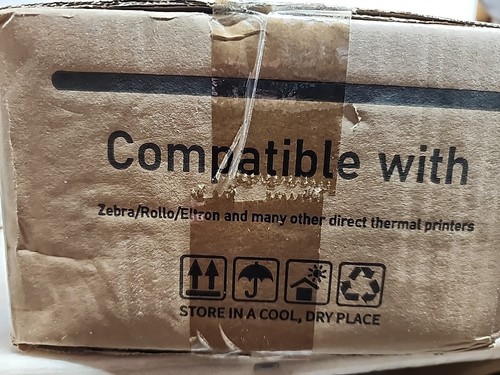 Compatible with
Zebra/Rollo/Eltron and many other direct thermal printers
STORE IN A COOL, DRY PLACE